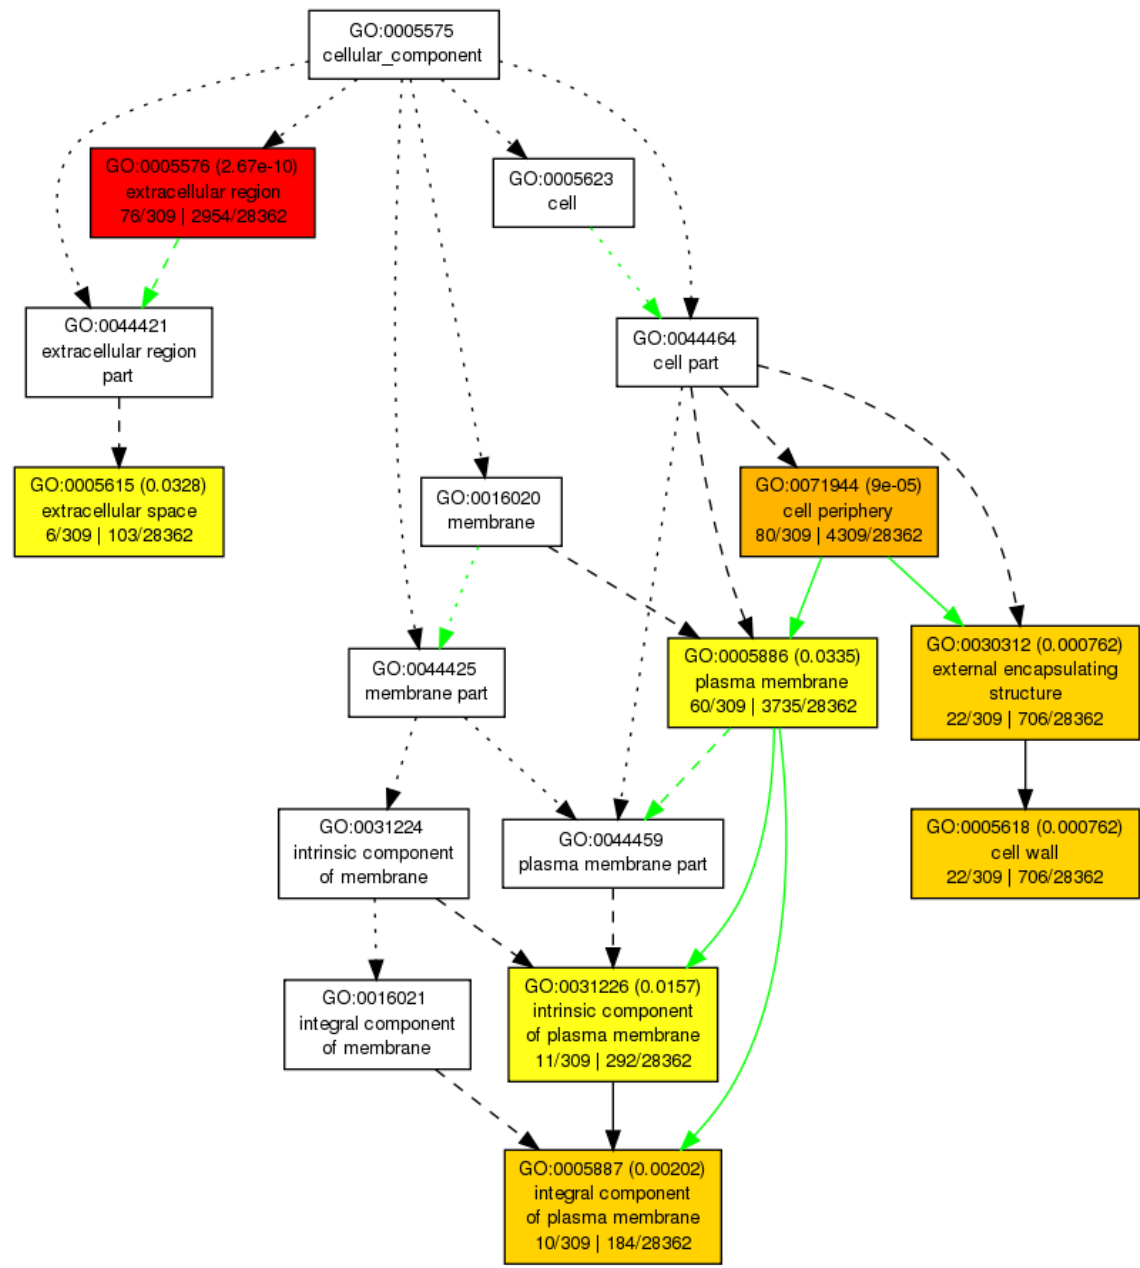 GO:0005575
cellular_component
GO:0005576 (2.67e-10)
extracellular region
76/309 | 2954/28362
GO:0005623
cell
GO:0044421
extracellular region
part
GO:0044464
cell part
GO:0005615 (0.0328)
extracellular space
6/309 | 103/28362
GO:0016020
membrane
GO:0071944 (9e-05)
cell periphery
80/309 | 4309/28362
GO:0044425
membrane part
GO:0005886 (0.0335)
plasma membrane
60/309 | 3735/28362
GO:0030312 (0.000762)
external encapsulating
structure
22/309 | 706/28362
GO:0031224
intrinsic component
of membrane
GO:0044459
plasma membrane part
GO:0005618 (0.000762)
cell wall
22/309 | 706/28362
GO:0016021
integral component
of membrane
GO:0031226 (0.0157)
intrinsic component
of plasma membrane
11/309 | 292/28362
GO:0005887 (0.00202)
integral component
of plasma membrane
10/309 | 184/28362